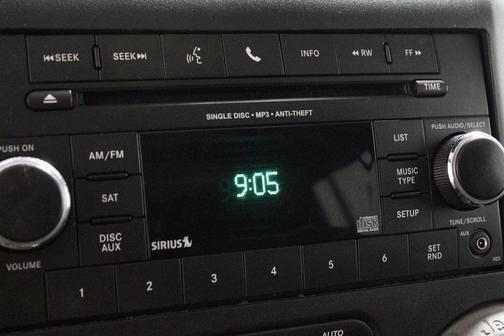 SEEK SEEK INFO RW FF
TIME
SINGLE DISC • MP3 • ANTI-THEFT
PUSH ON
PUSH AUDIO/SELECT
AM/FM
LIST
SAT
9:05
MUSIC
TYPE
DISC
AUX
SIRIUS
DISC
SETUP
VOLUME
TUNE/SCROLL
AUX
1 2 3 4 5 6 SET
RND
AUTO